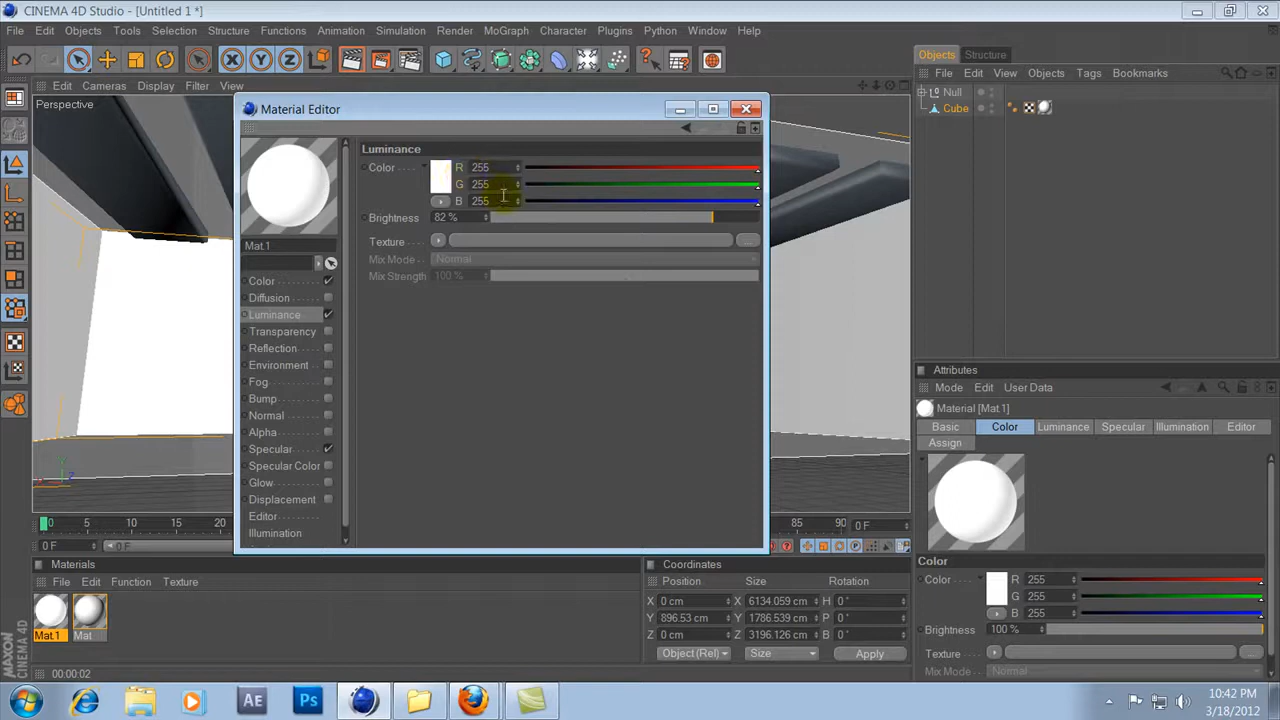 CINEMA 4D Studio - [Untitled 1 *]
File Edit Objects Tools Selection Structure Functions Animation Simulation Render MoGraph Character Plugins Python Window Help
Edit Cameras Display Filter View
Perspective
Material Editor
Mat.1
Color
Diffusion
Luminance
Transparency
Reflection
Environment
Fog
Bump
Normal
Alpha
Specular
Specular Color
Glow
Displacement
Editor
Illumination
Luminance
Color R 255
G 255
B 255
Brightness 82 %
Texture ...
Mix Mode Normal
Mix Strength 100 %
Objects Structure
File Edit View Objects Tags Bookmarks
Null
Cube
Attributes
Mode Edit User Data
Material [Mat.1]
Basic Color Luminance Specular Illumination Editor
Assign
Color
Color R 255
G 255
B 255
Brightness 100 %
Texture ...
Mix Mode Normal
0 5 10 15 20 85 90 0 F
0 F 0 F
Materials
File Edit Function Texture
Mat.1 Mat
Coordinates
Position Size Rotation
X 0 cm X 6134.059 cm H 0 °
Y 896.53 cm Y 1786.539 cm P 0 °
Z 0 cm Z 3196.126 cm B 0 °
Object (Rel) Size Apply
MAXON
CINEMA 4D
00:00:02
AE Ps
10:42 PM
3/18/2012